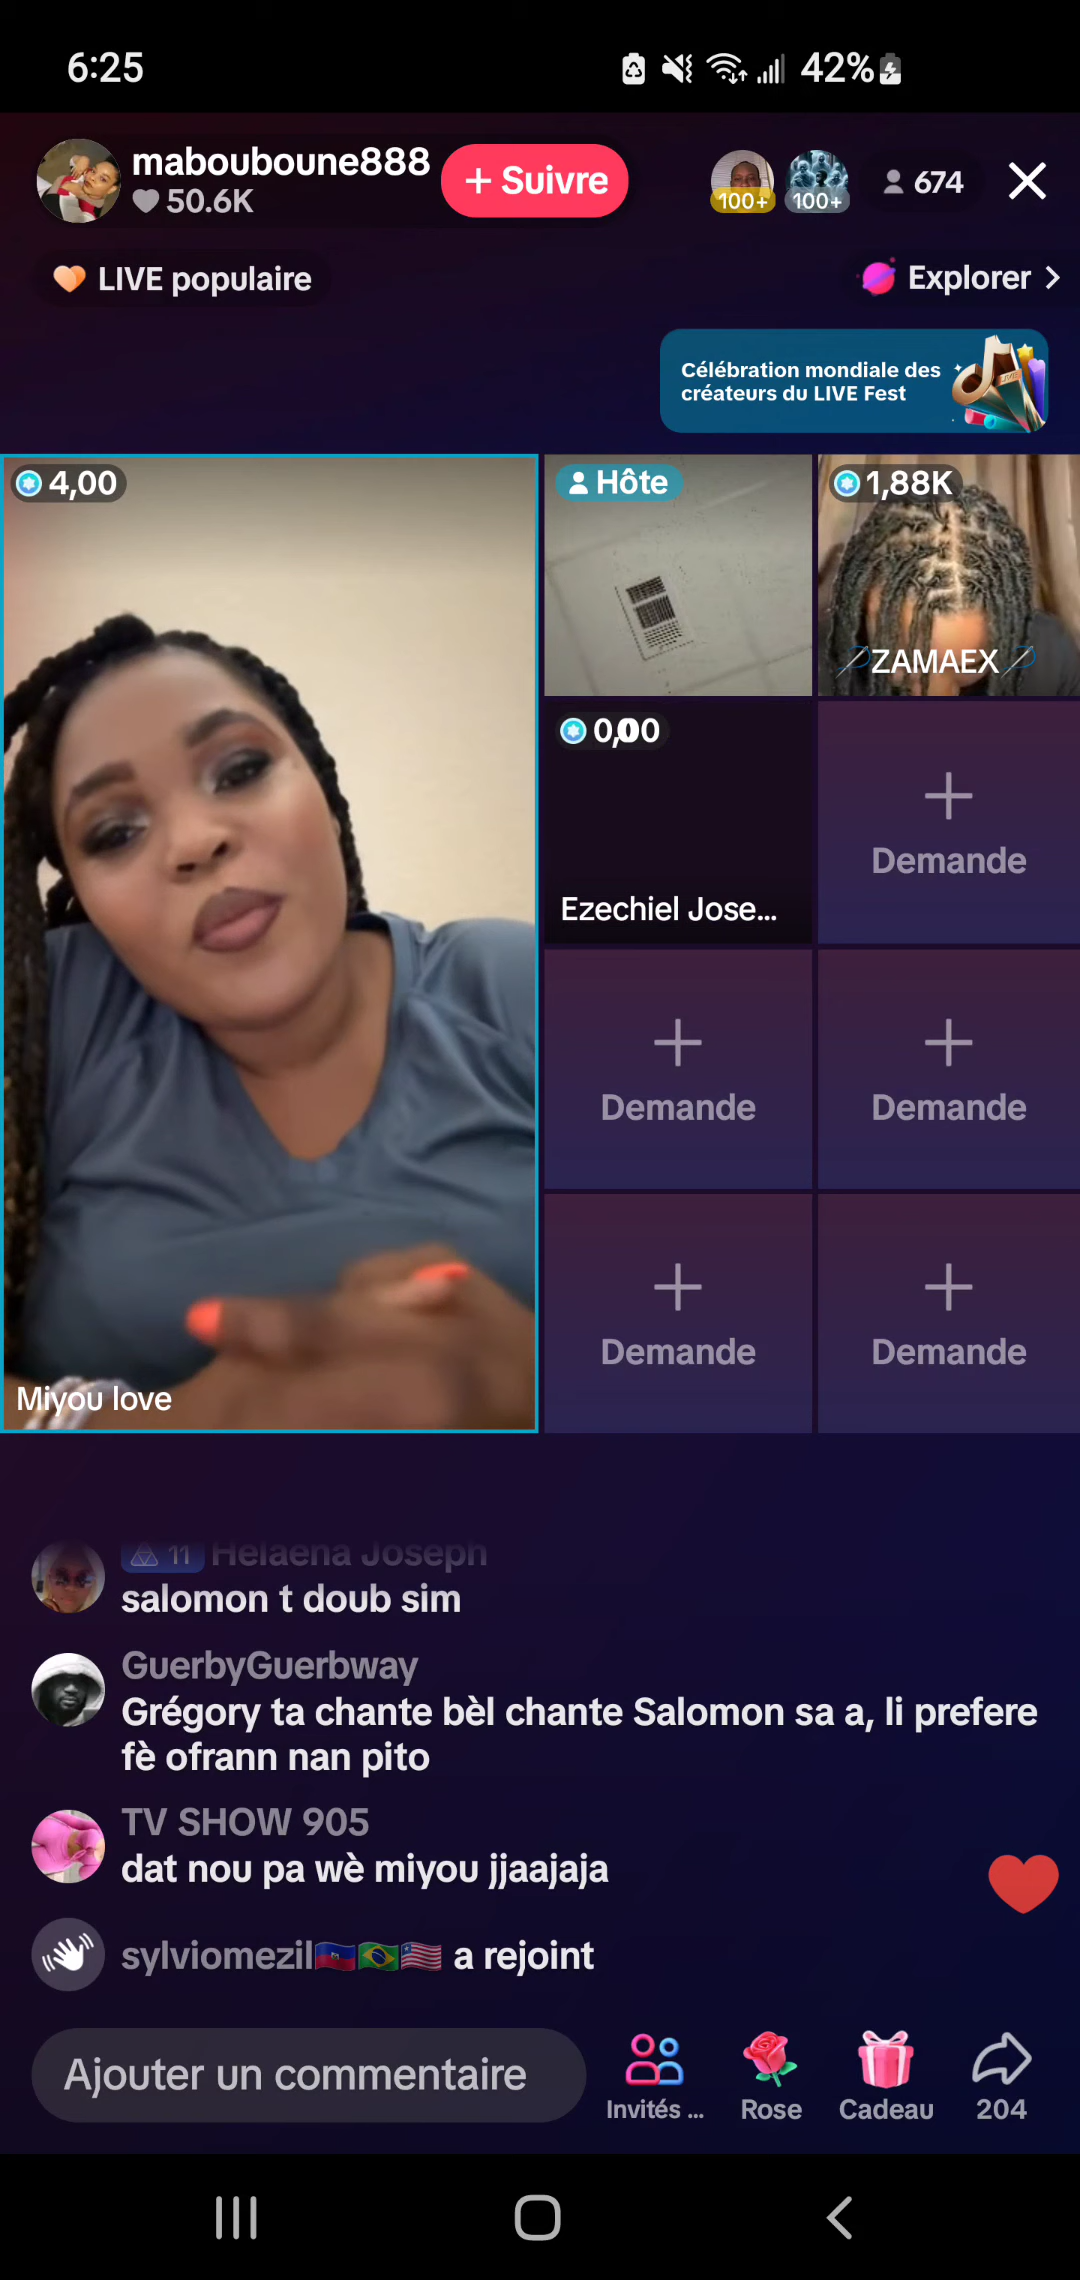 6:25
42%
mabouboune888
50.6K
+ Suivre
100+
100+
674
LIVE populaire
Explorer
Célébration mondiale des
créateurs du LIVE Fest
4,00
Hôte
1,88K
ZAMAEX
0,00
Demande
Ezechiel Jose...
Demande
Demande
Demande
Demande
Miyou love
11 Helaena Joseph
salomon t doub sim
GuerbyGuerbway
Grégory ta chante bèl chante Salomon sa a, li prefere
fè ofrann nan pito
TV SHOW 905
dat nou pa wè miyou jjaajaja
sylviomezil🇭🇹🇧🇷🇱🇷 a rejoint
Ajouter un commentaire
Invités ...
Rose
Cadeau
204